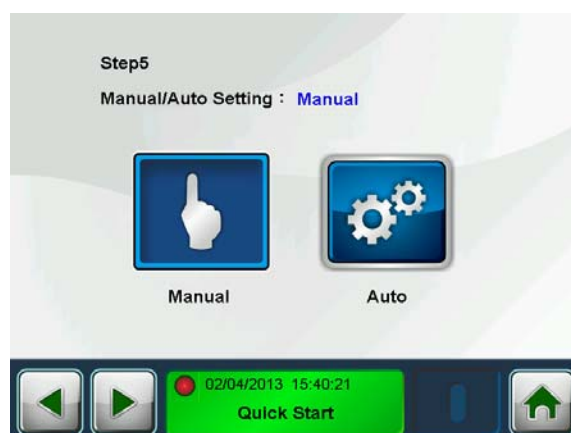 Step5
Manual/Auto Setting : Manual
Manual
Auto
02/04/2013 15:40:21
Quick Start